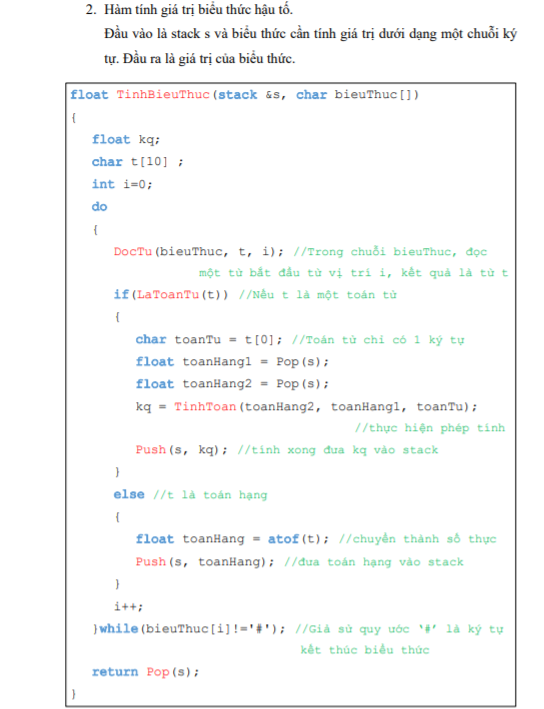 2. Hàm tính giá trị biểu thức hậu tố.
Đầu vào là stack s và biểu thức cần tính giá trị dưới dạng một chuỗi ký
tự. Đầu ra là giá trị của biểu thức.
float TinhBieuThuc(stack &s, char bieuThuc[])
{
float kq;
char t[10] ;
int i=0;
do
{
DocTu(bieuThuc, t, i); //Trong chuỗi bieuThuc, đọc
một từ bắt đầu từ vị trí i, kết quả là từ t
if(LaToanTu(t)) //Nếu t là một toán tử
{
char toanTu = t[0]; //Toán tử chỉ có 1 ký tự
float toanHang1 = Pop(s);
float toanHang2 = Pop(s);
kq = TinhToan(toanHang2, toanHang1, toanTu);
//thực hiện phép tính
Push(s, kq); //tính xong đưa kq vào stack
}
else //t là toán hạng
{
float toanHang = atof(t); //chuyển thành số thực
Push(s, toanHang); //đưa toán hạng vào stack
}
i++;
}while(bieuThuc[i]!='#'); //Giả sử quy ước '#' là ký tự
kết thúc biểu thức
return Pop(s);
}